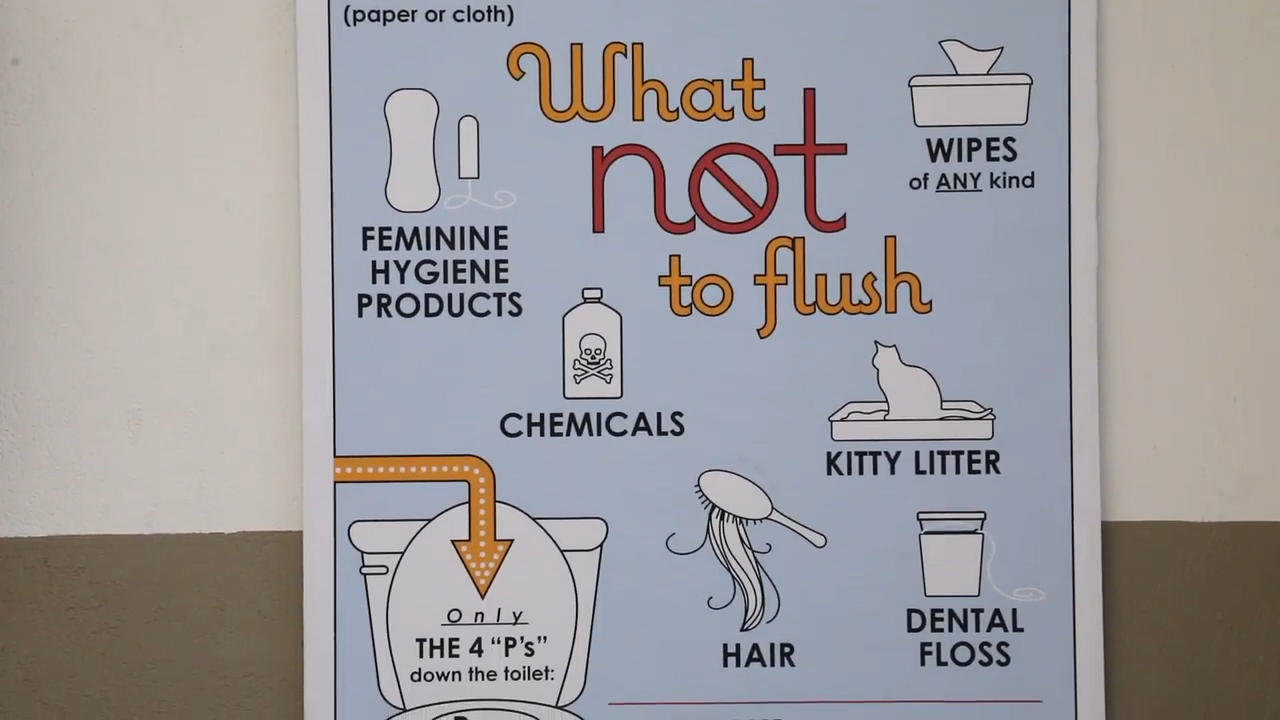 (paper or cloth)
What
not
to flush
WIPES
of ANY kind
FEMININE
HYGIENE
PRODUCTS
CHEMICALS
KITTY LITTER
HAIR
DENTAL
FLOSS
Only
THE 4 “P’s”
down the toilet: